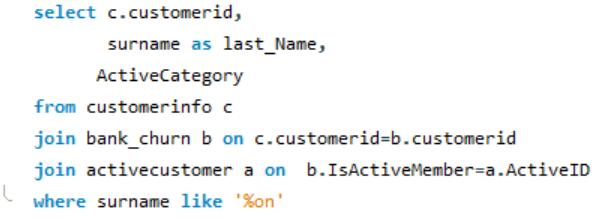 select c.customerid,
surname as last_Name,
ActiveCategory
from customerinfo c
join bank_churn b on c.customerid=b.customerid
join activecustomer a on  b.IsActiveMember=a.ActiveID
where surname like '%on'